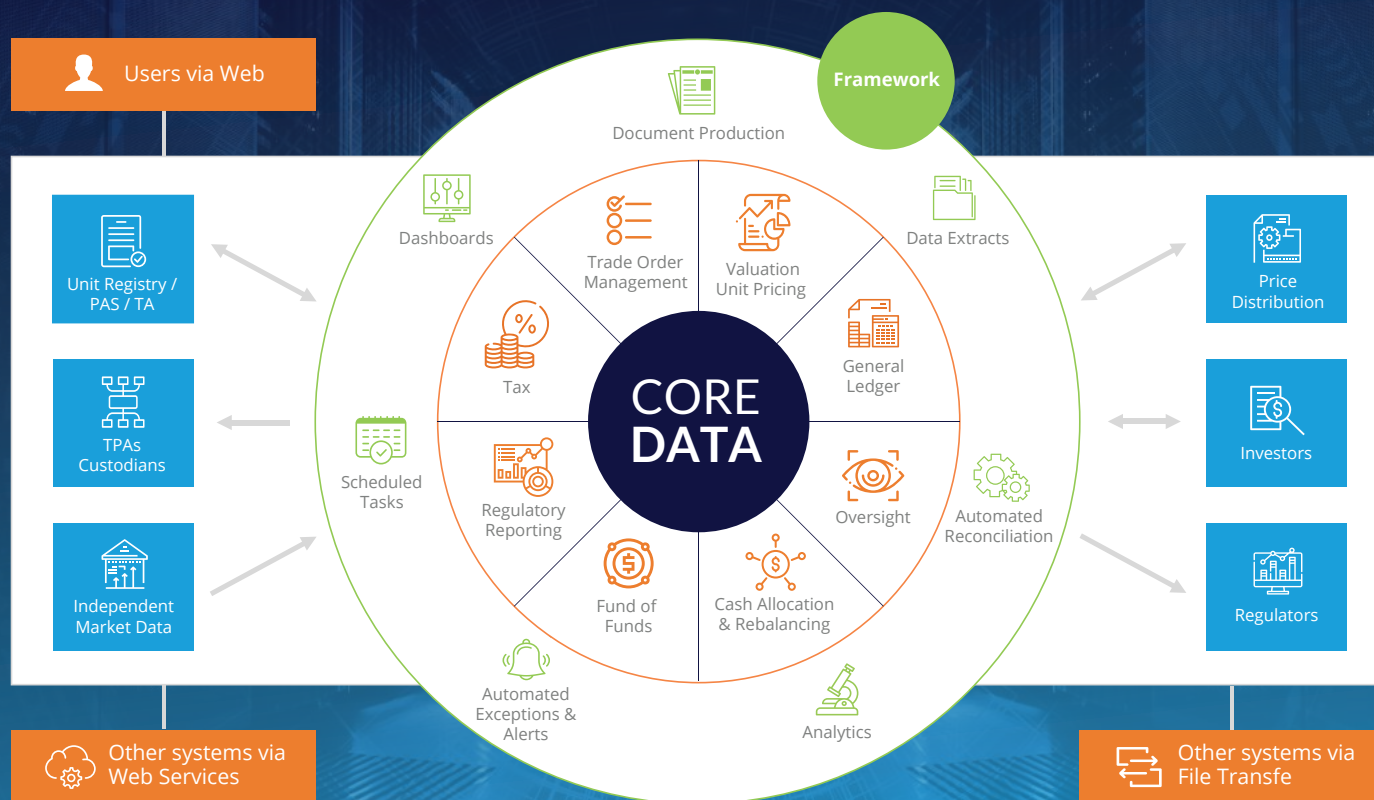 Users via Web
Framework
Document Production
Dashboards
Data Extracts
Trade Order
Management
Valuation
Unit Pricing
Unit Registry /
PAS / TA
Price
Distribution
Tax
General
Ledger
CORE
DATA
TPAs
Custodians
Investors
Scheduled
Tasks
Regulatory
Reporting
Oversight
Automated
Reconciliation
Independent
Market Data
Fund of
Funds
Cash Allocation
& Rebalancing
Regulators
Automated
Exceptions &
Alerts
Analytics
Other systems via
Web Services
Other systems via
File Transfe